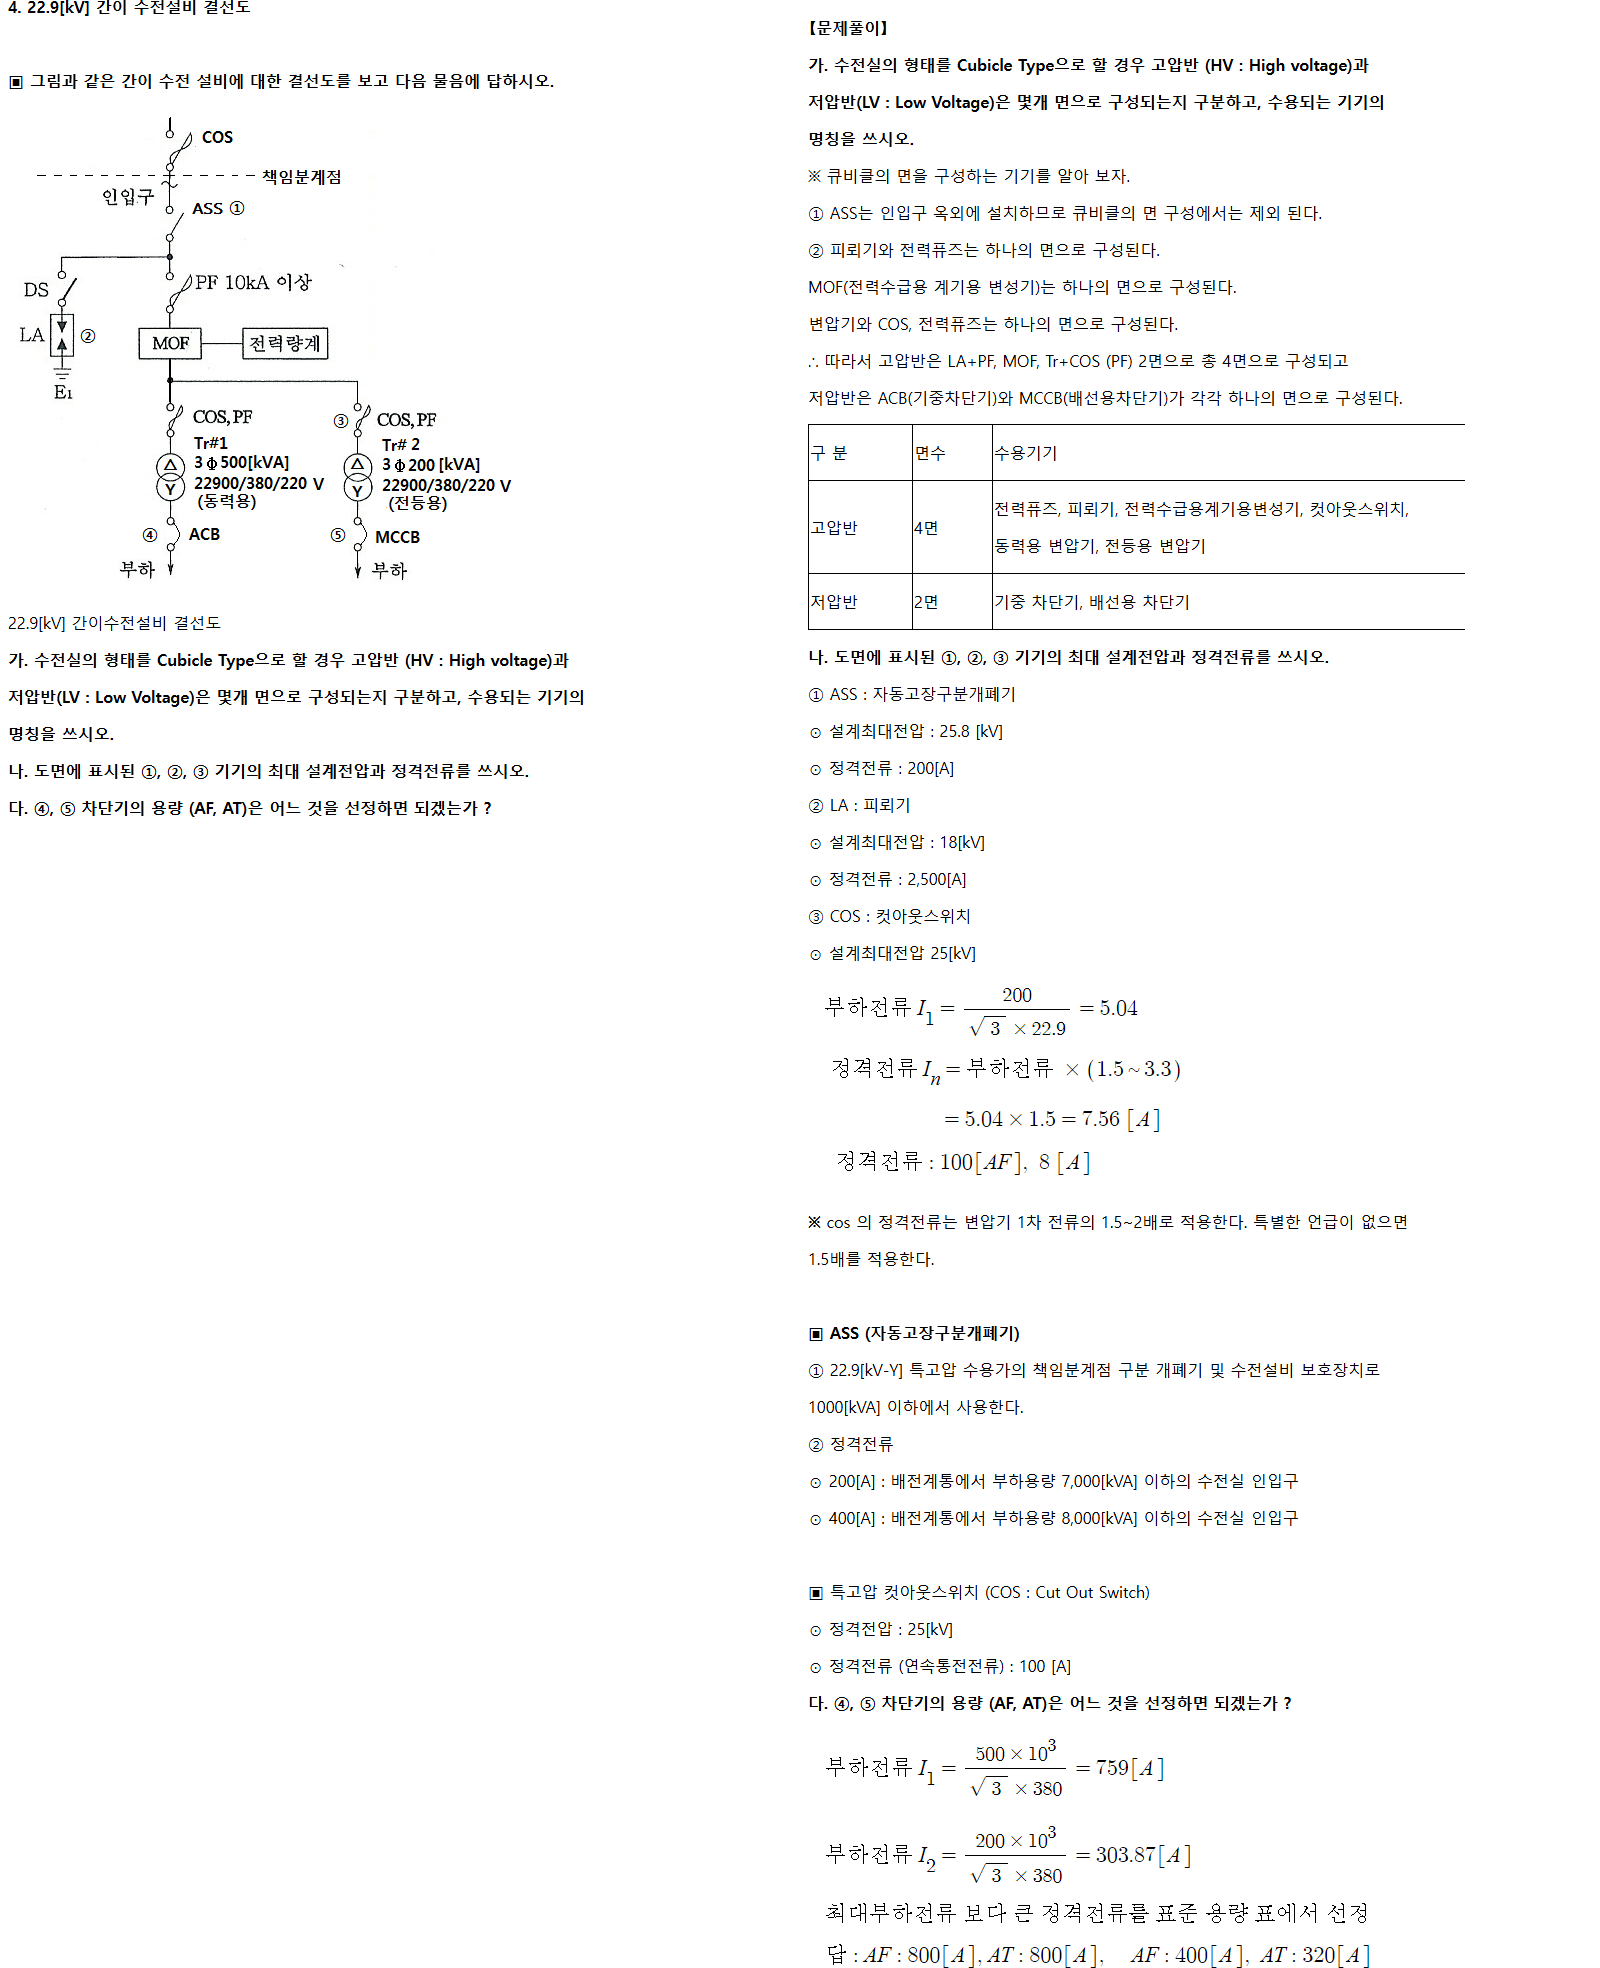 4. 22.9[kV] 간이 수전설비 결선도
▣ 그림과 같은 간이 수전 설비에 대한 결선도를 보고 다음 물음에 답하시오.
COS
책임분계점
인입구
ASS ①
DS
PF 10kA 이상
LA
②
MOF
전력량계
E1
COS, PF
③
COS, PF
Tr#1
3ϕ500[kVA]
22900/380/220 V
(동력용)
Tr# 2
3ϕ200 [kVA]
22900/380/220 V
(전등용)
△
Y
△
Y
④
ACB
⑤
MCCB
부하
부하
22.9[kV] 간이수전설비 결선도
가. 수전실의 형태를 Cubicle Type으로 할 경우 고압반 (HV : High voltage)과
저압반(LV : Low Voltage)은 몇개 면으로 구성되는지 구분하고, 수용되는 기기의
명칭을 쓰시오.
나. 도면에 표시된 ①, ②, ③ 기기의 최대 설계전압과 정격전류를 쓰시오.
다. ④, ⑤ 차단기의 용량 (AF, AT)은 어느 것을 선정하면 되겠는가 ?
【문제풀이】
가. 수전실의 형태를 Cubicle Type으로 할 경우 고압반 (HV : High voltage)과
저압반(LV : Low Voltage)은 몇개 면으로 구성되는지 구분하고, 수용되는 기기의
명칭을 쓰시오.
※ 큐비클의 면을 구성하는 기기를 알아 보자.
① ASS는 인입구 옥외에 설치하므로 큐비클의 면 구성에서는 제외 된다.
② 피뢰기와 전력퓨즈는 하나의 면으로 구성된다.
MOF(전력수급용 계기용 변성기)는 하나의 면으로 구성된다.
변압기와 COS, 전력퓨즈는 하나의 면으로 구성된다.
∴ 따라서 고압반은 LA+PF, MOF, Tr+COS (PF) 2면으로 총 4면으로 구성되고
저압반은 ACB(기중차단기)와 MCCB(배선용차단기)가 각각 하나의 면으로 구성된다.
구 분 면수 수용기기
고압반 4면 전력퓨즈, 피뢰기, 전력수급용계기용변성기, 컷아웃스위치,
동력용 변압기, 전등용 변압기
저압반 2면 기중 차단기, 배선용 차단기
나. 도면에 표시된 ①, ②, ③ 기기의 최대 설계전압과 정격전류를 쓰시오.
① ASS : 자동고장구분개폐기
⊙ 설계최대전압 : 25.8 [kV]
⊙ 정격전류 : 200[A]
② LA : 피뢰기
⊙ 설계최대전압 : 18[kV]
⊙ 정격전류 : 2,500[A]
③ COS : 컷아웃스위치
⊙ 설계최대전압 25[kV]
부하전류 I₁ = 200 / (√3 × 22.9) = 5.04
정격전류 Iₙ = 부하전류 × (1.5~3.3)
= 5.04 × 1.5 = 7.56 [A]
정격전류 : 100[AF], 8 [A]
※ cos 의 정격전류는 변압기 1차 전류의 1.5~2배로 적용한다. 특별한 언급이 없으면
1.5배를 적용한다.
▣ ASS (자동고장구분개폐기)
① 22.9[kV-Y] 특고압 수용가의 책임분계점 구분 개폐기 및 수전설비 보호장치로
1000[kVA] 이하에서 사용한다.
② 정격전류
⊙ 200[A] : 배전계통에서 부하용량 7,000[kVA] 이하의 수전실 인입구
⊙ 400[A] : 배전계통에서 부하용량 8,000[kVA] 이하의 수전실 인입구
▣ 특고압 컷아웃스위치 (COS : Cut Out Switch)
⊙ 정격전압 : 25[kV]
⊙ 정격전류 (연속통전전류) : 100 [A]
다. ④, ⑤ 차단기의 용량 (AF, AT)은 어느 것을 선정하면 되겠는가 ?
부하전류 I₁ = 500 × 10³ / (√3 × 380) = 759[A]
부하전류 I₂ = 200 × 10³ / (√3 × 380) = 303.87[A]
최대부하전류 보다 큰 정격전류를 표준 용량 표에서 선정
답 : AF : 800[A], AT : 800[A], AF : 400[A], AT : 320[A]